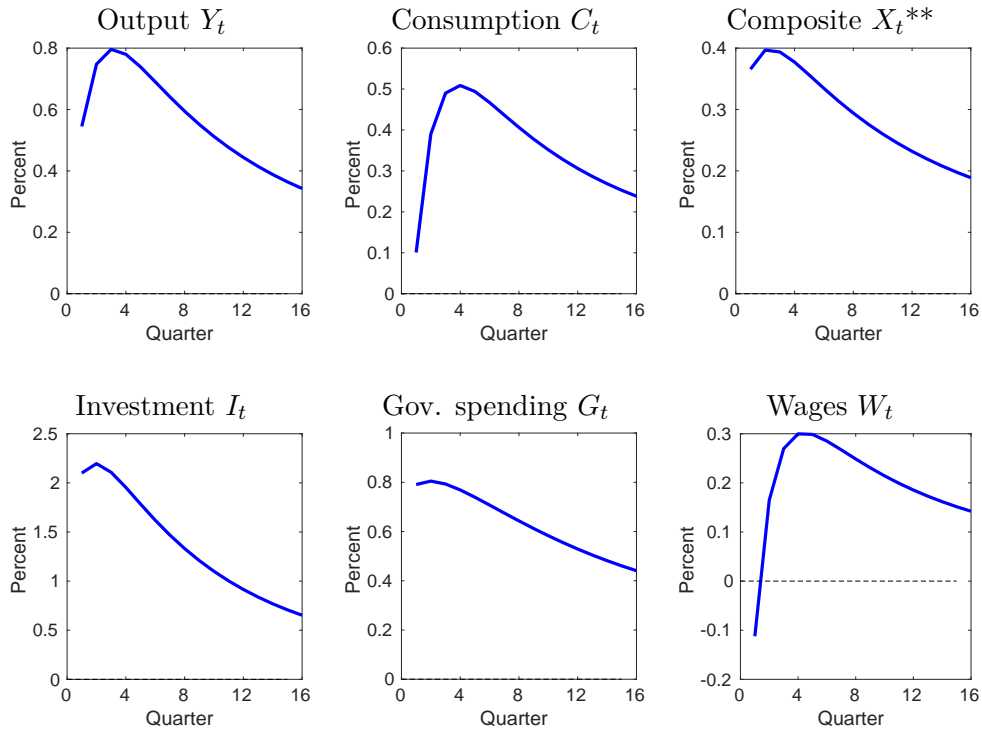 Output Y_t
Percent
0.8
0.6
0.4
0.2
0
0 4 8 12 16
Quarter
Consumption C_t
Percent
0.6
0.5
0.4
0.3
0.2
0.1
0
0 4 8 12 16
Quarter
Composite X_t**
Percent
0.4
0.3
0.2
0.1
0
0 4 8 12 16
Quarter
Investment I_t
Percent
2.5
2
1.5
1
0.5
0
0 4 8 12 16
Quarter
Gov. spending G_t
Percent
1
0.8
0.6
0.4
0.2
0
0 4 8 12 16
Quarter
Wages W_t
Percent
0.3
0.2
0.1
0
-0.1
-0.2
0 4 8 12 16
Quarter